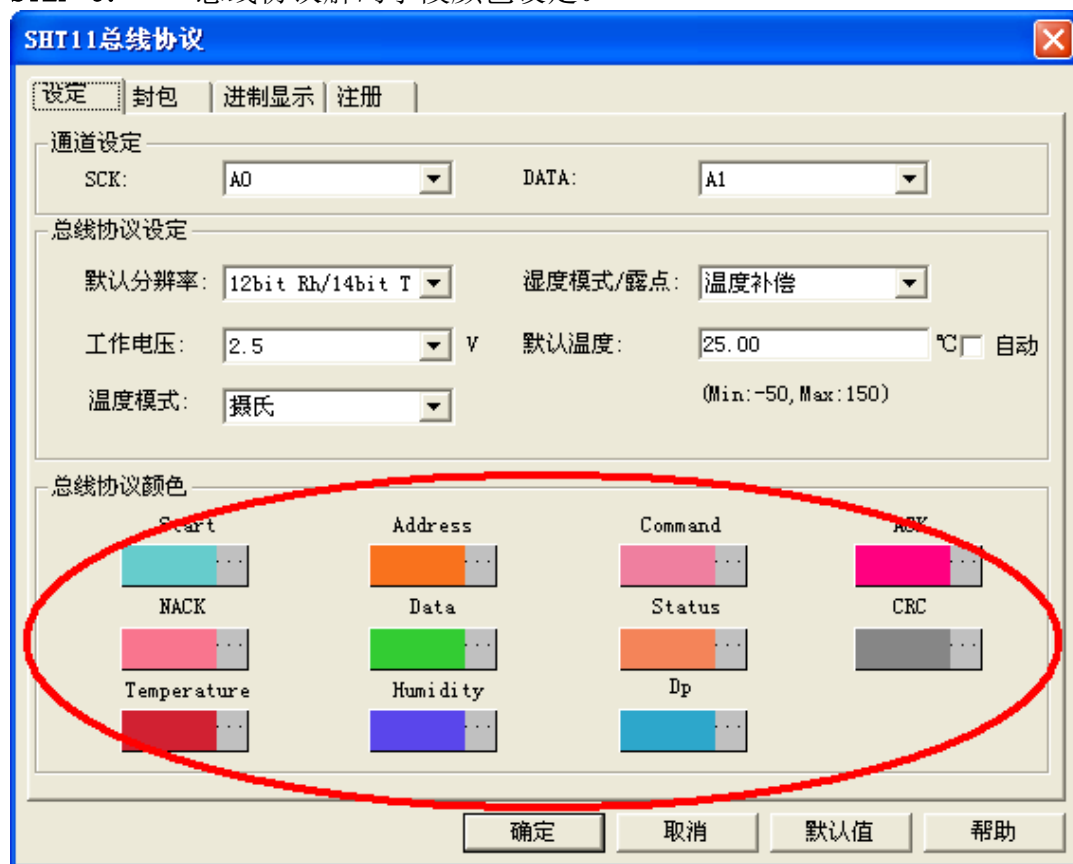 SHT11总线协议
设定 封包 进制显示 注册
通道设定
SCK: A0 DATA: A1
总线协议设定
默认分辨率: 12bit Rh/14bit T 湿度模式/露点: 温度补偿
工作电压: 2.5 V 默认温度: 25.00 ℃ 自动
温度模式: 摄氏 (Min:-50,Max:150)
总线协议颜色
Start Address Command ACK
... ... ... ...
NACK Data Status CRC
... ... ... ...
Temperature Humidity Dp
... ... ...
确定 取消 默认值 帮助